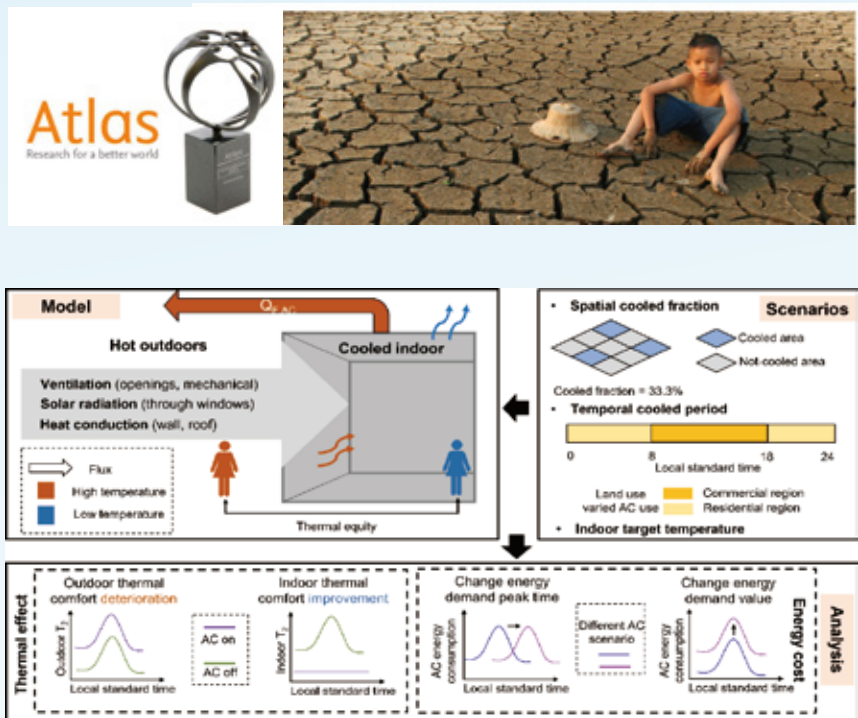 Atlas
Research for a better world
Model
Q
Hot outdoors
Cooled indoor
Ventilation (openings, mechanical)
Solar radiation (through windows)
Heat conduction (wall, roof)
Flux
High temperature
Low temperature
Thermal equity
• Spatial cooled fraction
Scenarios
Cooled area
Not-cooled area
Cooled fraction = 33.3%
• Temporal cooled period
0 8 18 24
Local standard time
Land use
varied AC use
Commercial region
Residential region
• Indoor target temperature
Thermal effect
Outdoor thermal
comfort deterioration
Outdoor T₂
Local standard time
AC on
AC off
Indoor thermal
comfort improvement
Indoor T₂
Local standard time
Change energy
demand peak time
AC energy
consumption
Local standard time
Different AC
scenario
Change energy
demand value
AC energy
consumption
Local standard time
Energy cost
Analysis